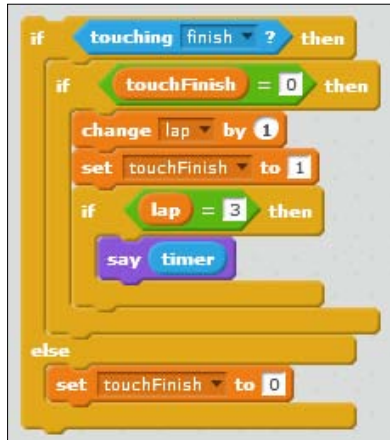 if touching finish ? then
if touchFinish = 0 then
change lap by 1
set touchFinish to 1
if lap = 3 then
say timer
else
set touchFinish to 0